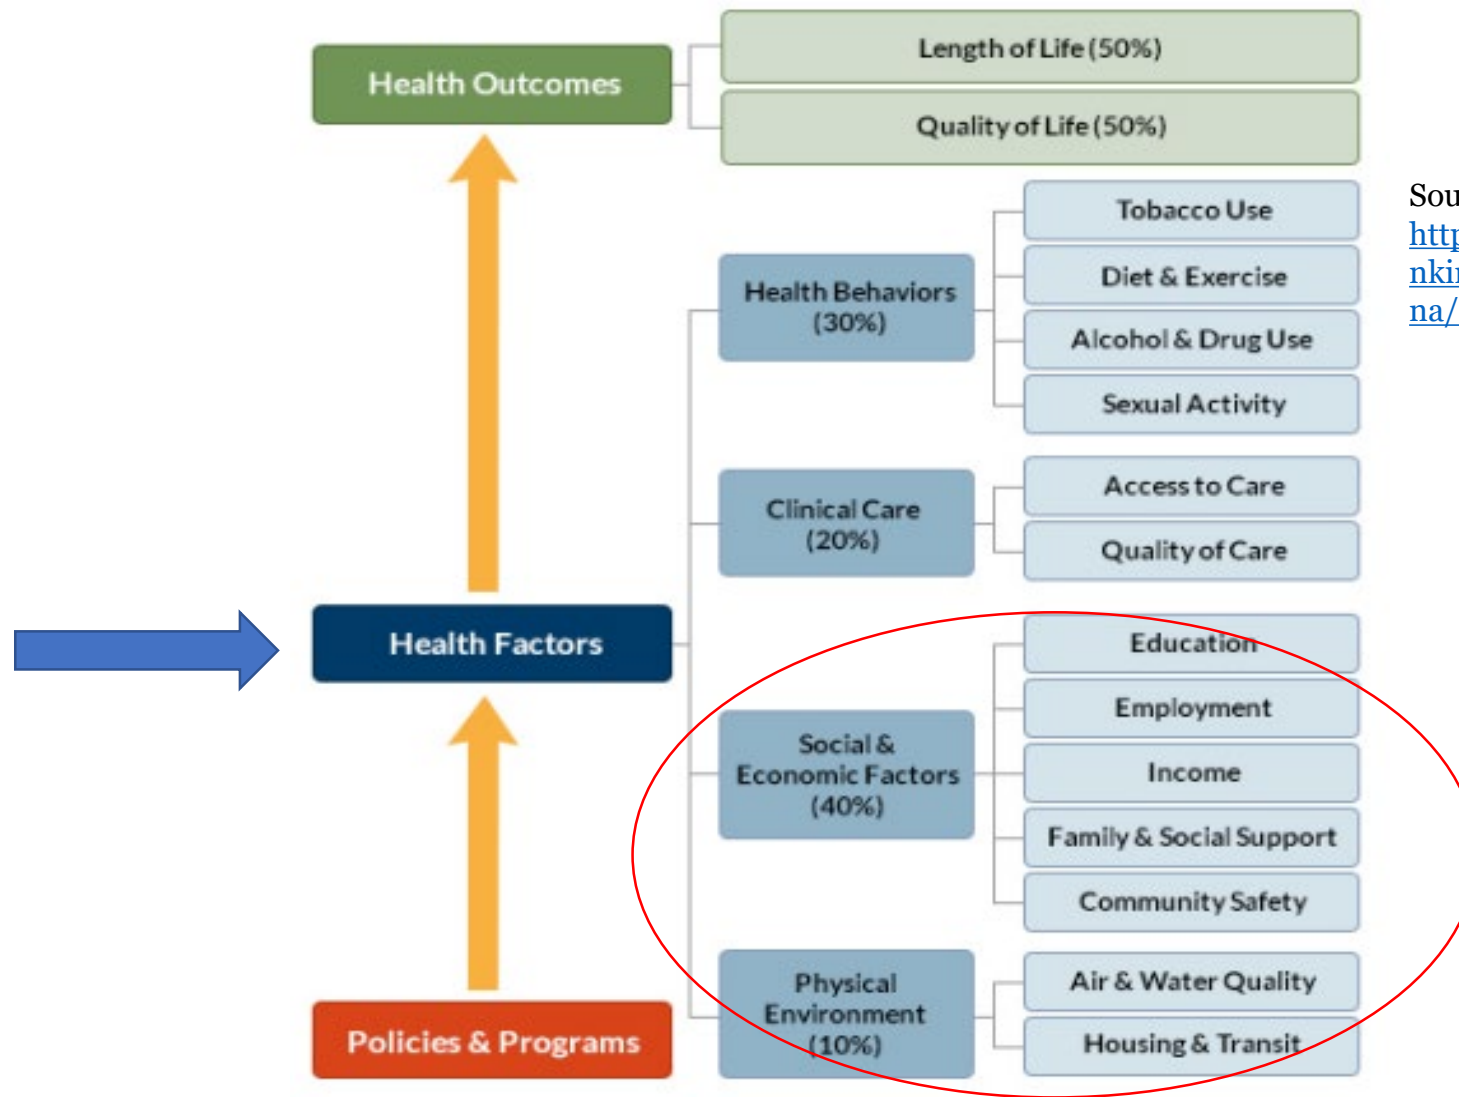 Health Outcomes
Length of Life (50%)
Quality of Life (50%)
Health Factors
Health Behaviors
(30%)
Tobacco Use
Diet & Exercise
Alcohol & Drug Use
Sexual Activity
Clinical Care
(20%)
Access to Care
Quality of Care
Social &
Economic Factors
(40%)
Education
Employment
Income
Family & Social Support
Community Safety
Physical
Environment
(10%)
Air & Water Quality
Housing & Transit
Policies & Programs